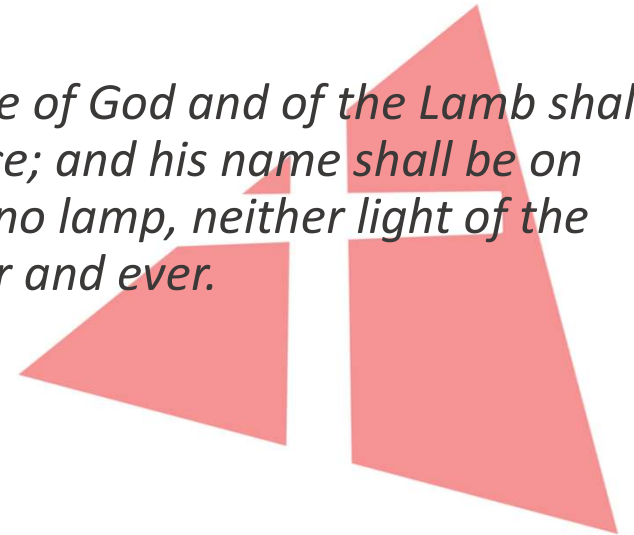 e of God and of the Lamb shal
e; and his name shall be on
no lamp, neither light of the
r and ever.